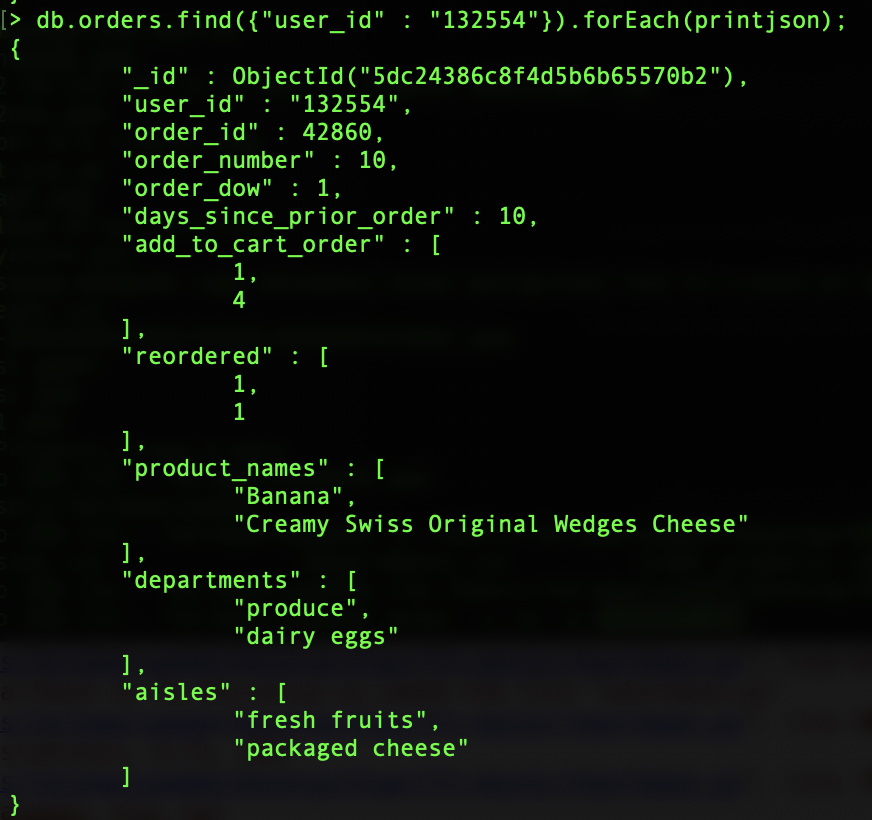 [> db.orders.find({"user_id" : "132554"}).forEach(printjson);
{
"_id" : ObjectId("5dc24386c8f4d5b6b65570b2"),
"user_id" : "132554",
"order_id" : 42860,
"order_number" : 10,
"order_dow" : 1,
"days_since_prior_order" : 10,
"add_to_cart_order" : [
1,
4
],
"reordered" : [
1,
1
],
"product_names" : [
"Banana",
"Creamy Swiss Original Wedges Cheese"
],
"departments" : [
"produce",
"dairy eggs"
],
"aisles" : [
"fresh fruits",
"packaged cheese"
]
}